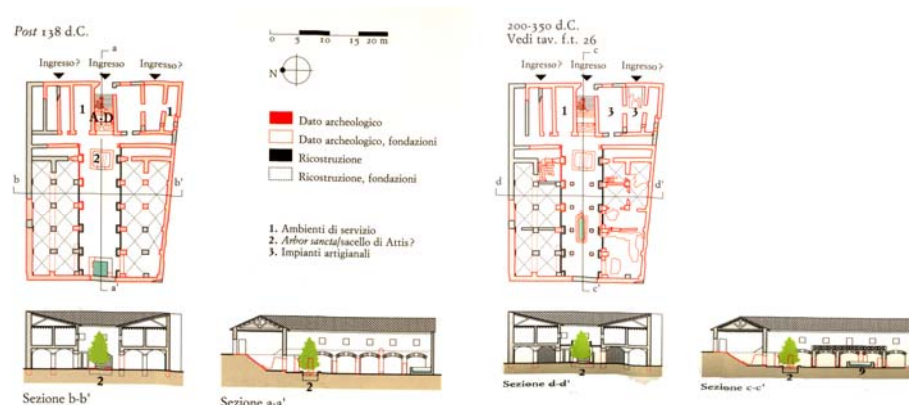 Post 138 d.C.
a
Ingresso? Ingresso Ingresso?
1
A-D
1
2
b
b'
a'
0 5 10 15 20 m.
N
Dato archeologico
Dato archeologico, fondazioni
Ricostruzione
Ricostruzione, fondazioni
1. Ambienti di servizio
2. Arbor sancta/sacello di Attis?
3. Impianti artigianali
200-350 d.C.
Vedi tav. f.t. 26
c
Ingresso? Ingresso Ingresso?
1
3
3
2
d
d'
c'
2
Sezione b-b'
2
Sezione a-a'
2
Sezione d-d'
2
9
Sezione c-c'